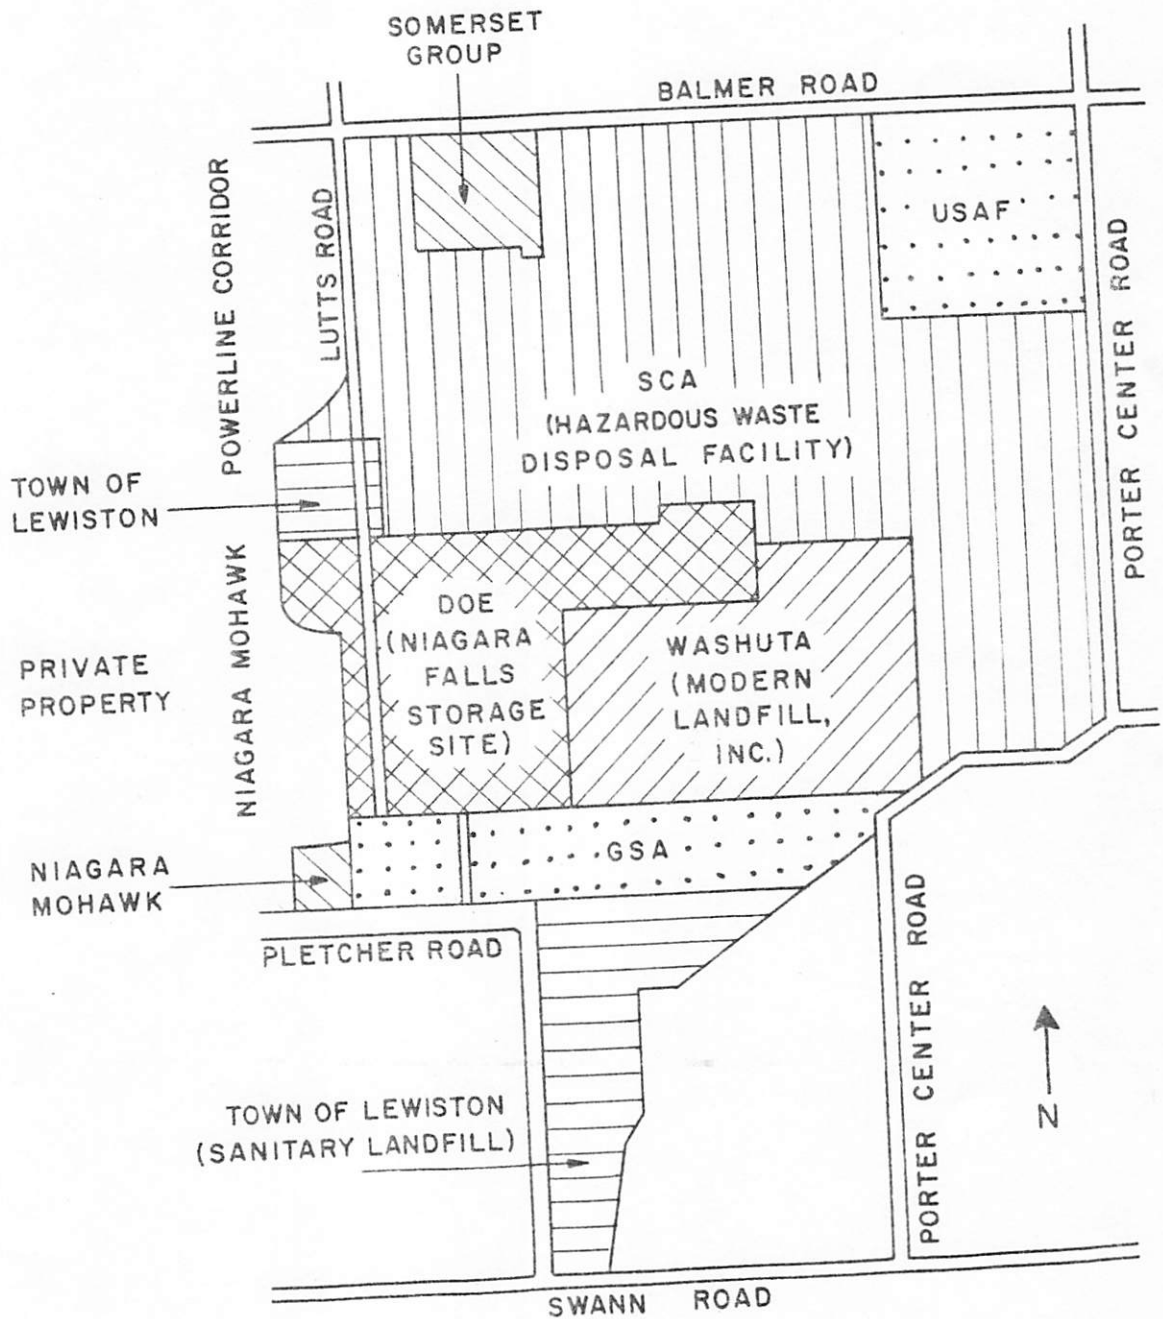 SOMERSET
GROUP
BALMER ROAD
POWERLINE CORRIDOR
LUTTS ROAD
USAF
PORTER CENTER ROAD
SCA
(HAZARDOUS WASTE
DISPOSAL FACILITY)
TOWN OF
LEWISTON
NIAGARA MOHAWK
DOE
(NIAGARA
FALLS
STORAGE
SITE)
WASHUTA
(MODERN
LANDFILL,
INC.)
PRIVATE
PROPERTY
GSA
NIAGARA
MOHAWK
PLETCHER ROAD
PORTER CENTER ROAD
N
TOWN OF LEWISTON
(SANITARY LANDFILL)
SWANN ROAD